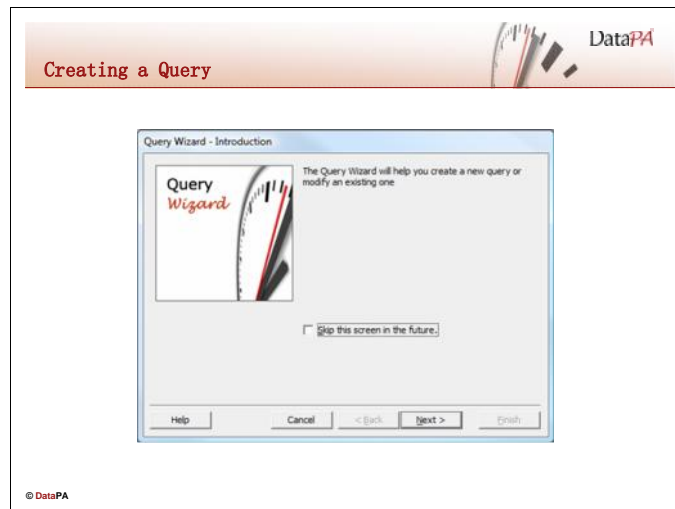 DataPA
Creating a Query
Query Wizard - Introduction
Query
Wizard
The Query Wizard will help you create a new query or
modify an existing one
Skip this screen in the future.
Help
Cancel
< Back
Next >
Finish
© DataPA